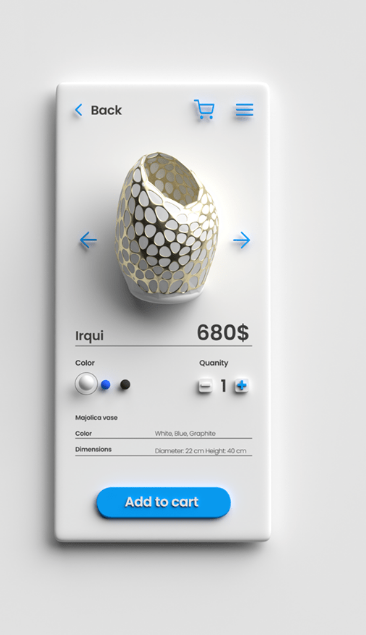 Back
Irqui 680$
Color Quanity
1
Majolica vase
Color White, Blue, Graphite
Dimensions Diameter: 22 cm Height: 40 cm
Add to cart